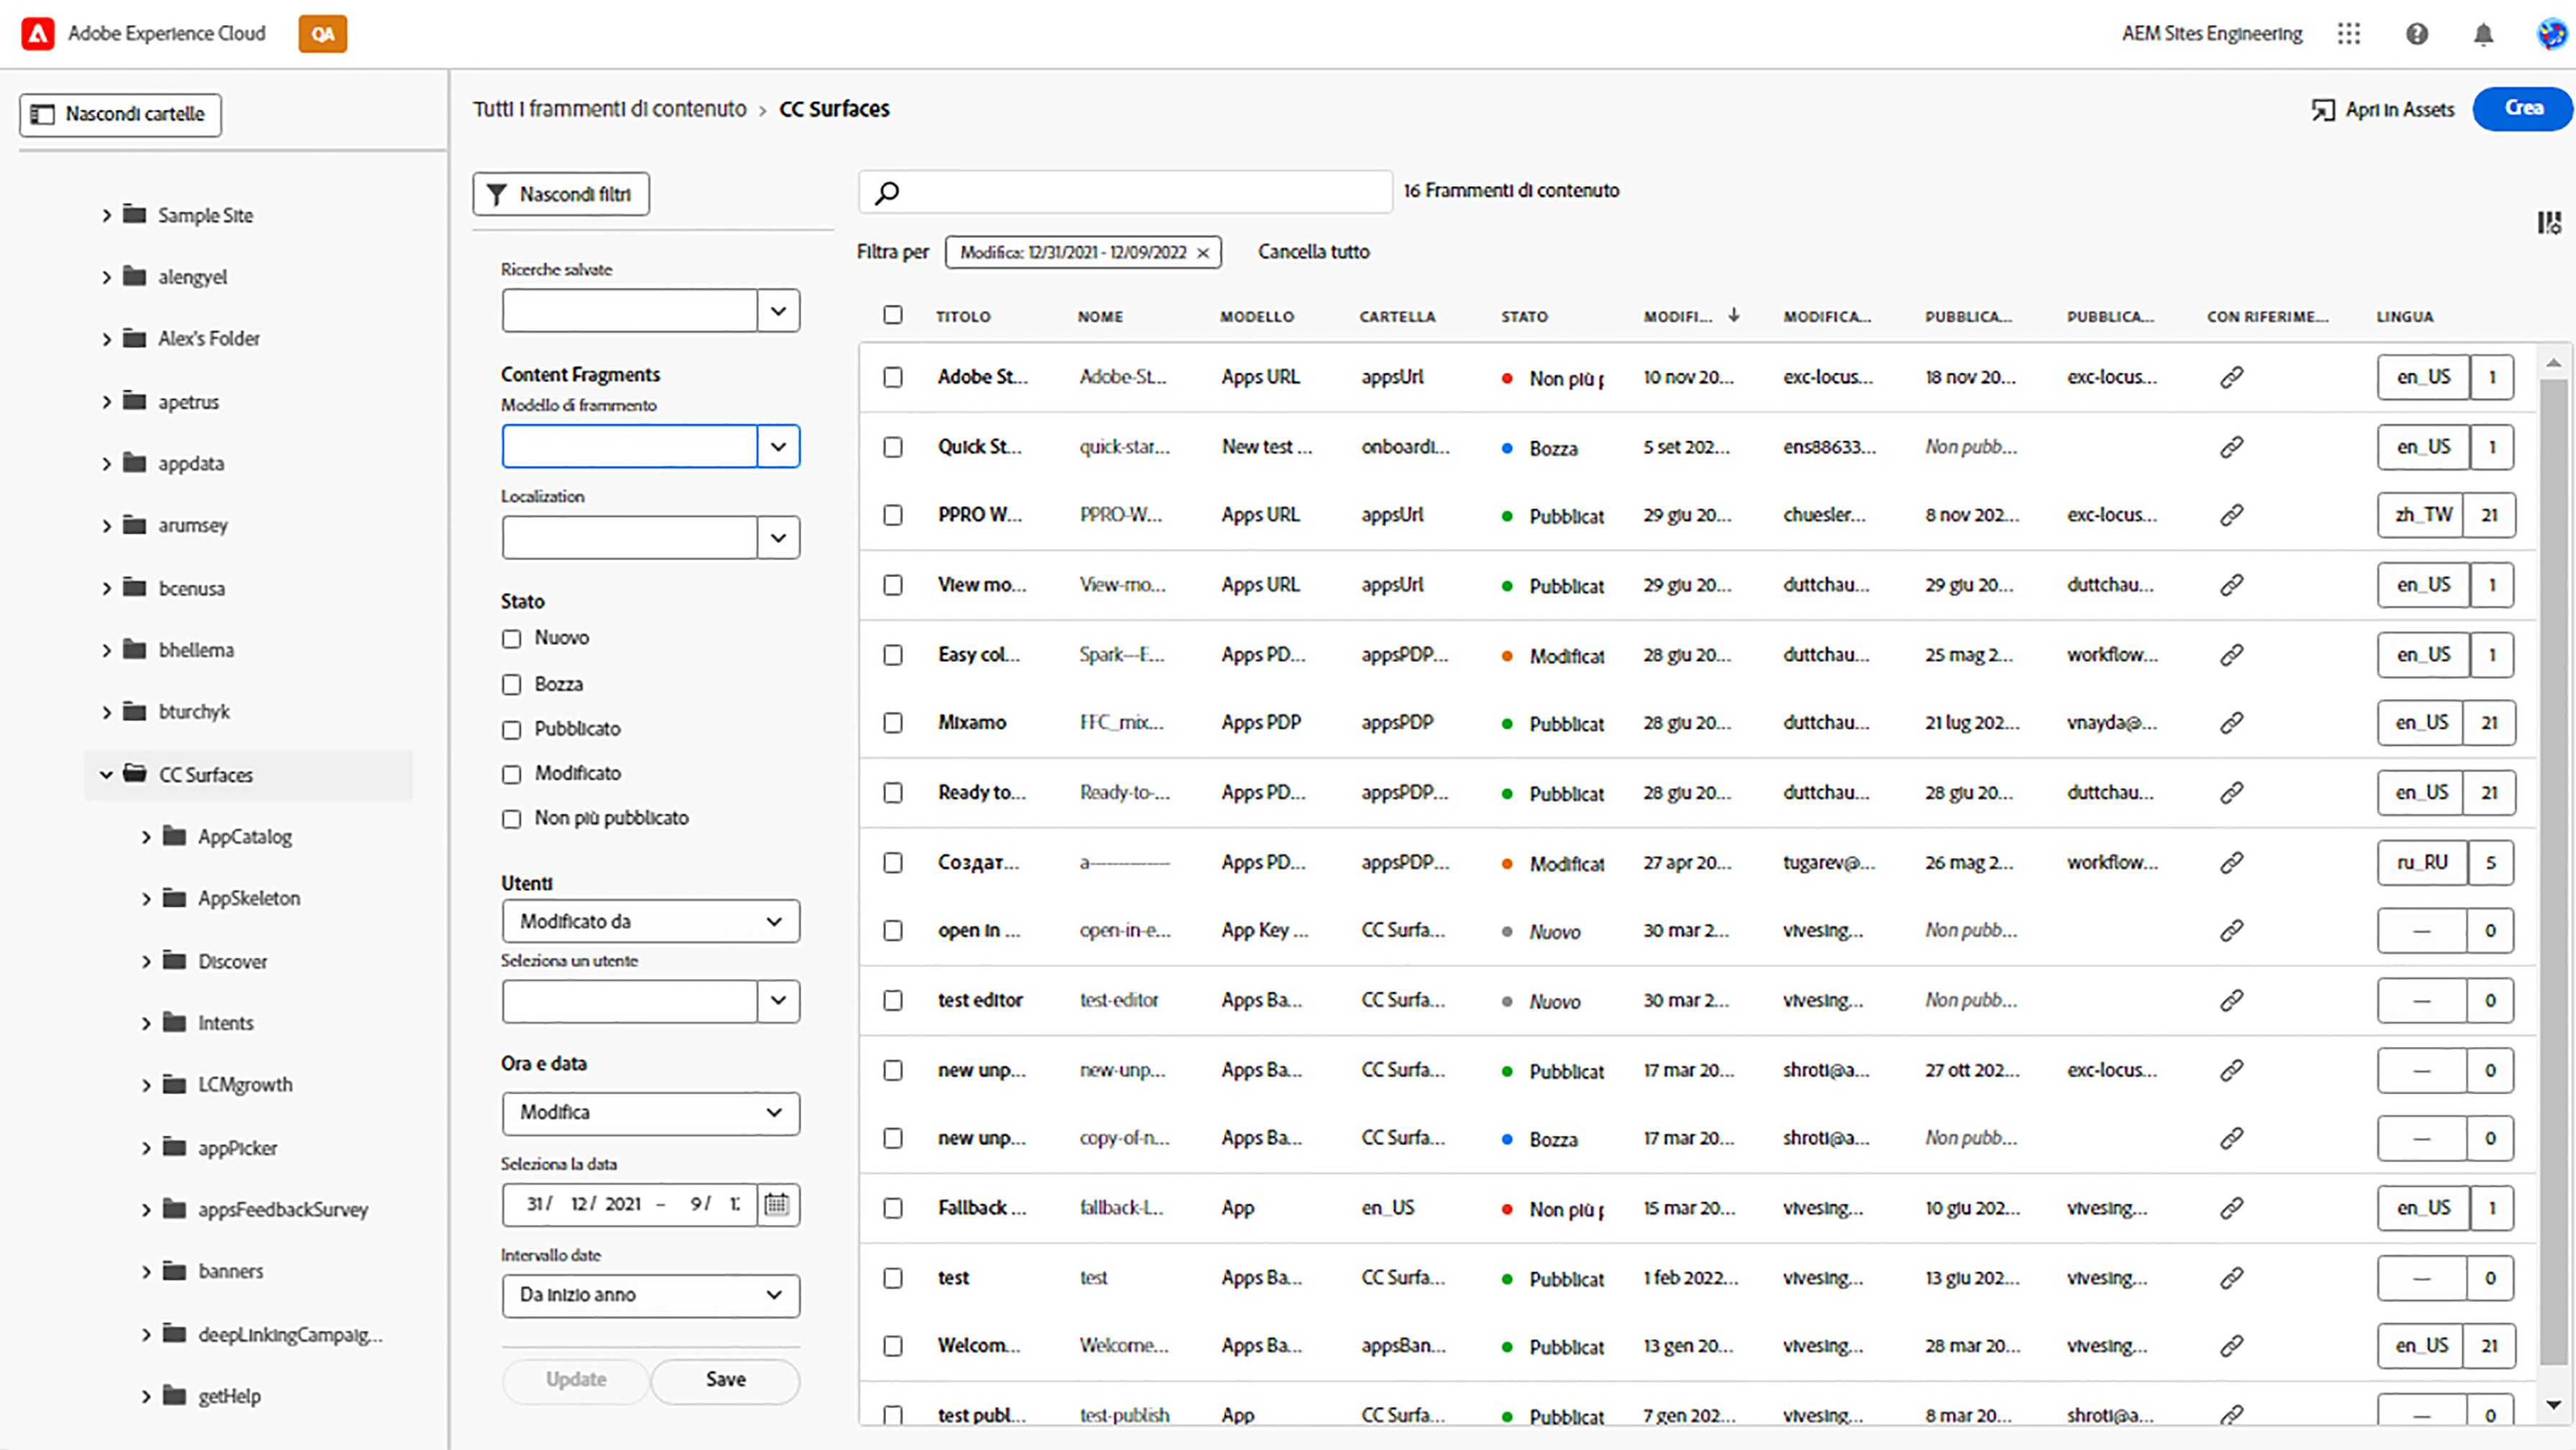 Adobe Experience Cloud QA AEM Sites Engineering
Nascondi cartelle
Sample Site
alengyel
Alex's Folder
apetrus
appdata
arumsey
bcenusa
bhellema
bturchyk
CC Surfaces
AppCatalog
AppSkeleton
Discover
Intents
LCMgrowth
appPicker
appsFeedbackSurvey
banners
deepLinkingCampaig...
getHelp
Tutti i frammenti di contenuto > CC Surfaces
Apri in Assets Crea
Nascondi filtri
Ricerche salvate
Content Fragments
Modello di frammento
Localization
Stato
Nuovo
Bozza
Pubblicato
Modificato
Non più pubblicato
Utenti
Modificato da
Seleziona un utente
Ora e data
Modifica
Seleziona la data
31/ 12/ 2021 – 9/
Intervallo date
Da inizio anno
Update Save
16 Frammenti di contenuto
Filtra per Modifica: 12/31/2021 - 12/09/2022 Cancella tutto
TITOLO NOME MODELLO CARTELLA STATO MODIFI... MODIFICA... PUBBLICA... PUBBLICA... CON RIFERIME... LINGUA
Adobe St... Adobe-St... Apps URL appsUrl Non più p 10 nov 20... exc-locus... 18 nov 20... exc-locus... en_US 1
Quick St... quick-star... New test ... onboardi... Bozza 5 set 202... ens88633... Non pubb... en_US 1
PPRO W... PPRO-W... Apps URL appsUrl Pubblicat 29 giu 20... chuesler... 8 nov 202... exc-locus... zh_TW 21
View mo... View-mo... Apps URL appsUrl Pubblicat 29 giu 20... duttchau... 29 giu 20... duttchau... en_US 1
Easy col... Spark---E... Apps PD... appsPDP... Modificat 28 giu 20... duttchau... 25 mag 2... workflow... en_US 1
Mixamo FFC_mix... Apps PDP appsPDP Pubblicat 28 giu 20... duttchau... 21 lug 202... vnayda@... en_US 21
Ready to... Ready-to-... Apps PD... appsPDP... Pubblicat 28 giu 20... duttchau... 28 giu 20... duttchau... en_US 21
Создат... a-------------- Apps PD... appsPDP... Modificat 27 apr 20... tugarev@... 26 mag 2... workflow... ru_RU 5
open in ... open-in-e... App Key ... CC Surfa... Nuovo 30 mar 2... vivesing... Non pubb... — 0
test editor test-editor Apps Ba... CC Surfa... Nuovo 30 mar 2... vivesing... Non pubb... — 0
new unp... new-unp... Apps Ba... CC Surfa... Pubblicat 17 mar 20... shroti@a... 27 ott 202... exc-locus... — 0
new unp... copy-of-n... Apps Ba... CC Surfa... Bozza 17 mar 20... shroti@a... Non pubb... — 0
Fallback ... fallback-l... App en_US Non più p 15 mar 20... vivesing... 10 giu 202... vivesing... en_US 1
test test Apps Ba... CC Surfa... Pubblicat 1 feb 2022... vivesing... 13 giu 202... vivesing... — 0
Welcom... Welcome... Apps Ba... appsBan... Pubblicat 13 gen 20... vivesing... 28 mar 20... vivesing... en_US 21
test publ... test-publish App CC Surfa... Pubblicat 7 gen 202... vivesing... 8 mar 20... shroti@a... — 0